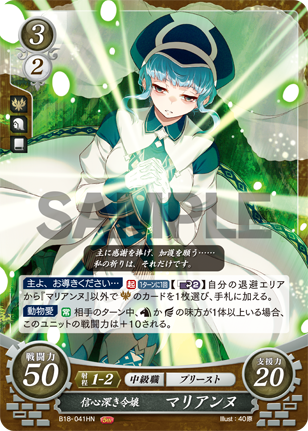 3
2
SAMPLE
主に感謝を捧げ、加護を願う……
私の祈りは、それだけです。
主よ、お導きください… 起 1ターンに1回 【2】自分の退避エリア
から『マリアンヌ』以外で のカードを1枚選び、手札に加える。
動物愛 常 相手のターン中、 か の味方が1体以上いる場合、
このユニットの戦闘力は+10される。
戦闘力
50
射程 1-2 中級職 プリースト
支援力
20
信心深き令嬢 マリアンヌ
B18-041HN Illust：40原